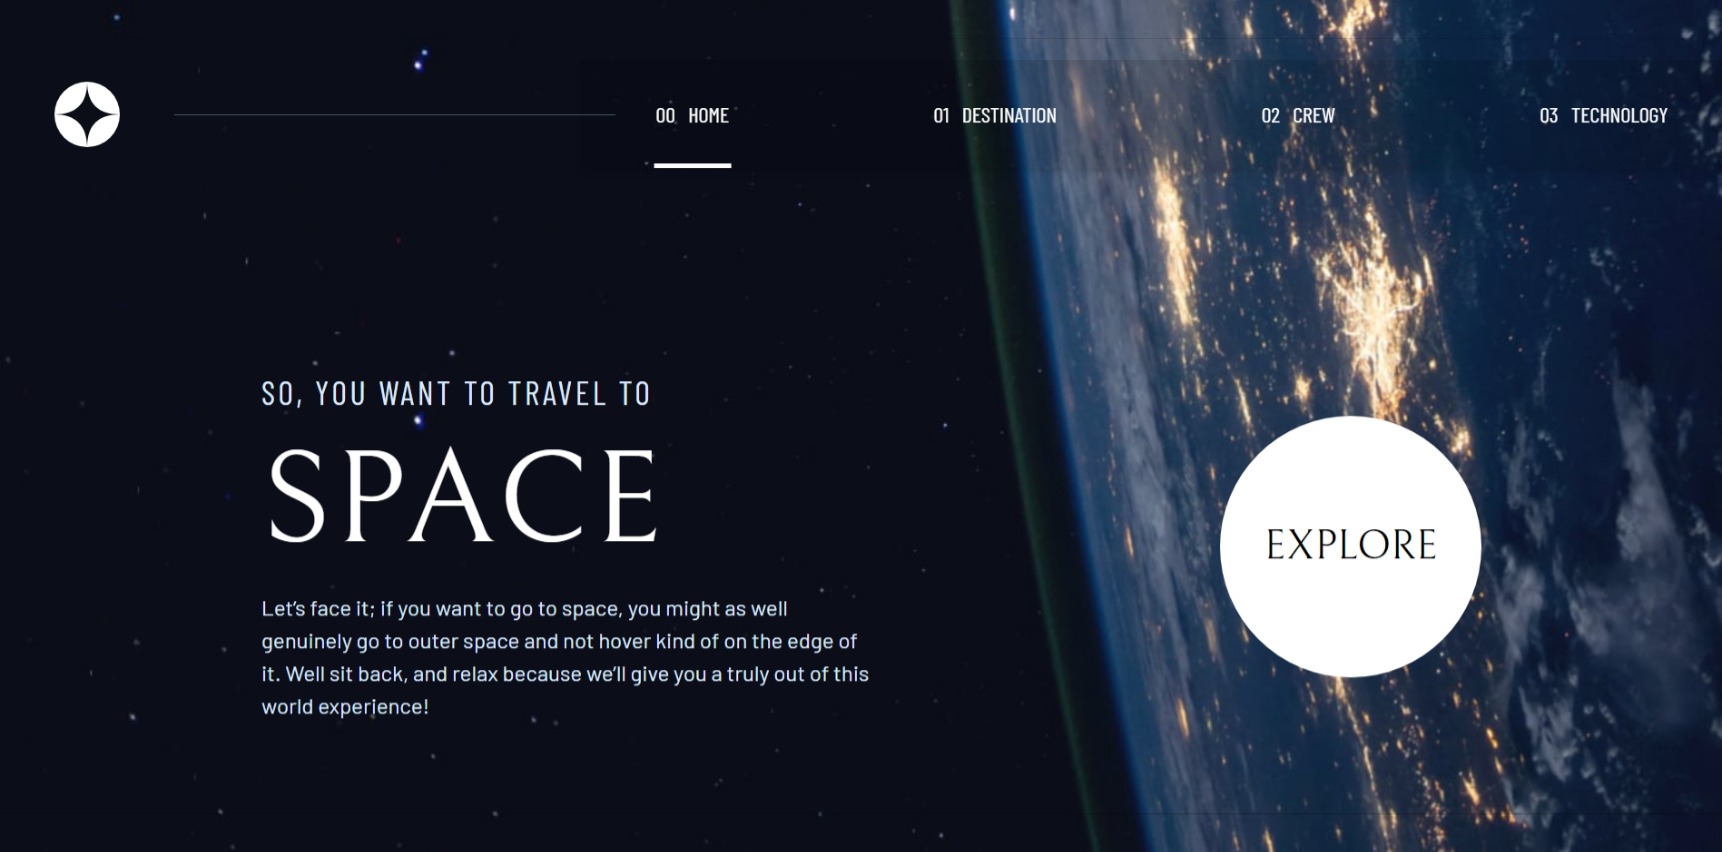 00 HOME 01 DESTINATION 02 CREW 03 TECHNOLOGY
SO, YOU WANT TO TRAVEL TO
SPACE
Let’s face it; if you want to go to space, you might as well
genuinely go to outer space and not hover kind of on the edge of
it. Well sit back, and relax because we’ll give you a truly out of this
world experience!
EXPLORE